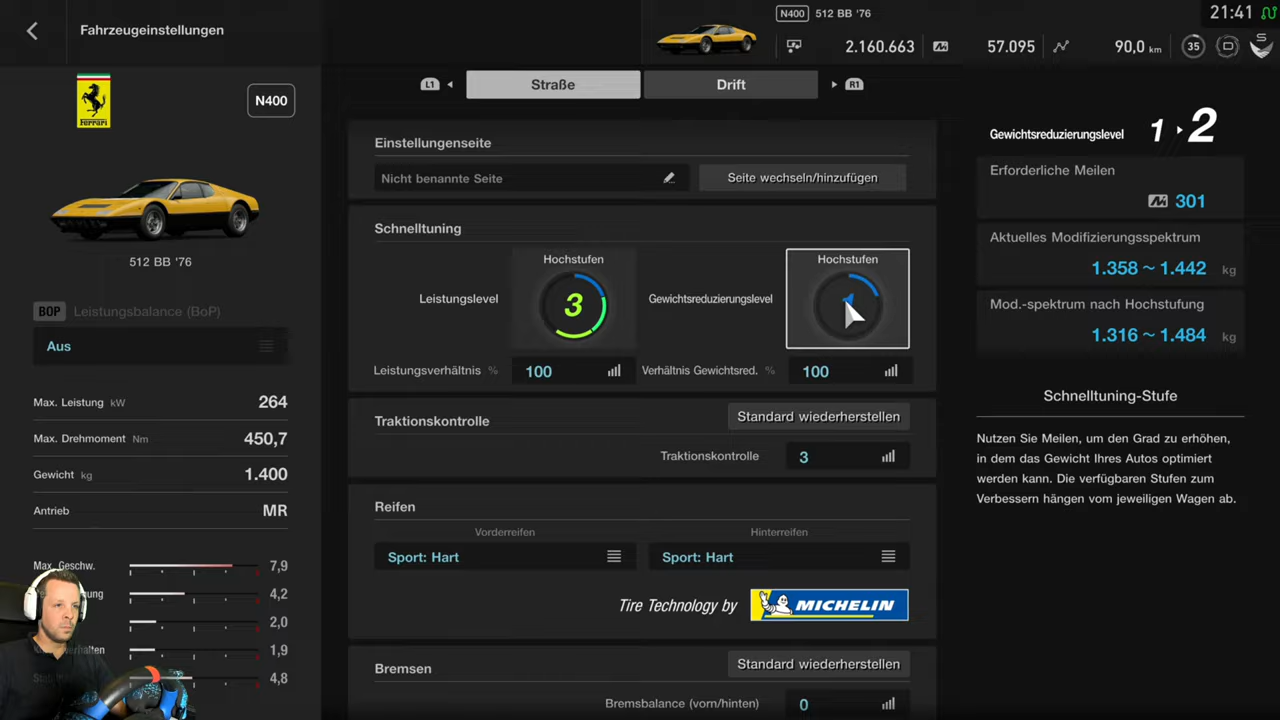 21:41
Fahrzeugeinstellungen
N400 512 BB '76
2.160.663 57.095 90,0 km 35
Ferrari
N400
512 BB '76
BOP Leistungsbalance (BoP)
Aus
Max. Leistung kW 264
Max. Drehmoment Nm 450,7
Gewicht kg 1.400
Antrieb MR
Max. Geschw. 7,9
4,2
2,0
1,9
4,8
L1 Straße Drift R1
Einstellungenseite
Nicht benannte Seite Seite wechseln/hinzufügen
Schnelltuning
Hochstufen Hochstufen
Leistungslevel 3 Gewichtsreduzierungslevel 1
Leistungsverhältnis % 100 Verhältnis Gewichtsred. % 100
Traktionskontrolle Standard wiederherstellen
Traktionskontrolle 3
Reifen
Vorderreifen Hinterreifen
Sport: Hart Sport: Hart
Tire Technology by MICHELIN
Bremsen Standard wiederherstellen
Bremsbalance (vorn/hinten) 0
Gewichtsreduzierungslevel 1 2
Erforderliche Meilen
301
Aktuelles Modifizierungsspektrum
1.358 ~ 1.442 kg
Mod.-spektrum nach Hochstufung
1.316 ~ 1.484 kg
Schnelltuning-Stufe
Nutzen Sie Meilen, um den Grad zu erhöhen,
in dem das Gewicht Ihres Autos optimiert
werden kann. Die verfügbaren Stufen zum
Verbessern hängen vom jeweiligen Wagen ab.